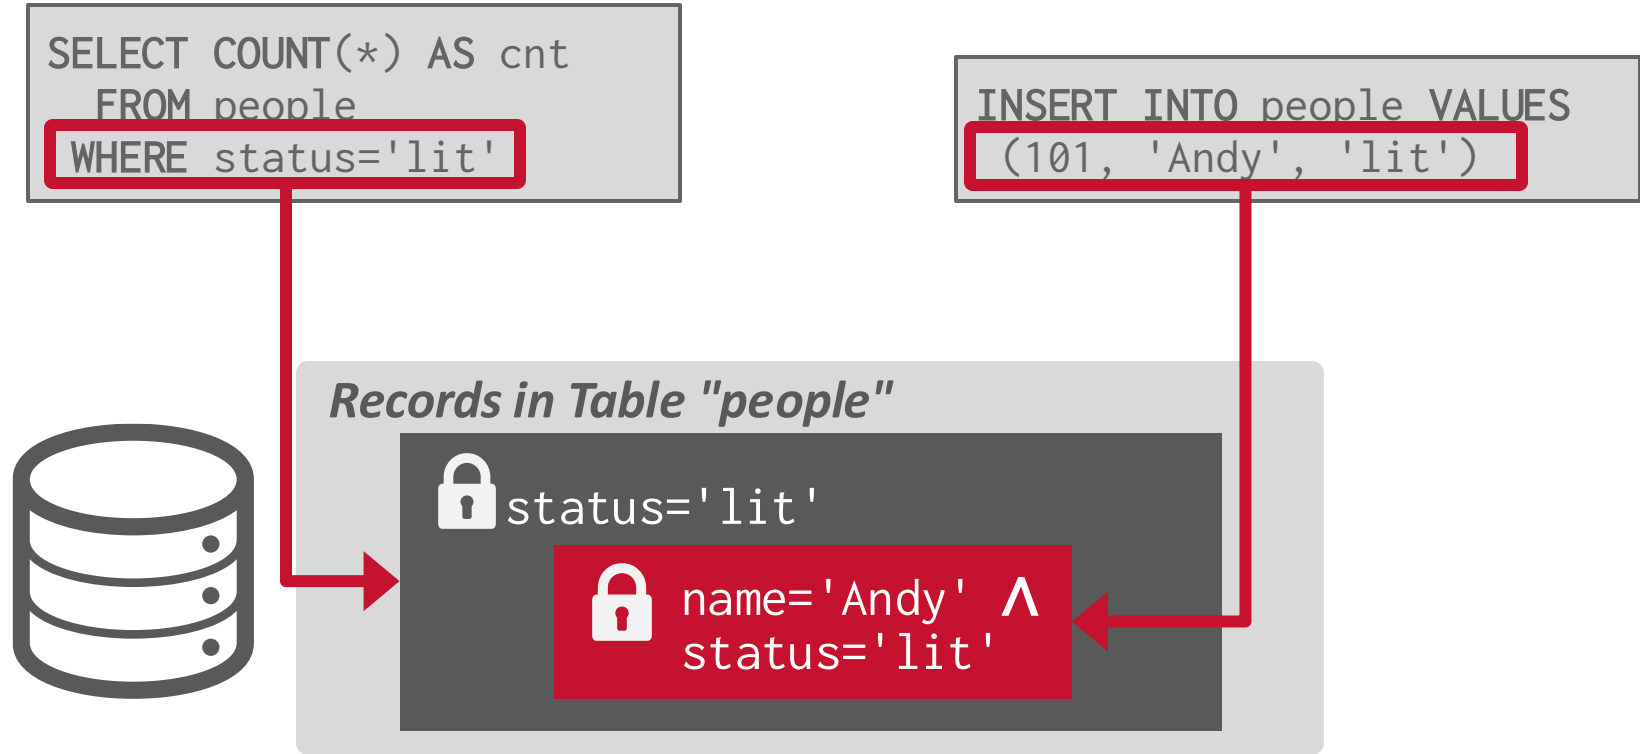 SELECT COUNT(*) AS cnt
FROM people
WHERE status='lit'
INSERT INTO people VALUES
(101, 'Andy', 'lit')
Records in Table "people"
status='lit'
name='Andy' ∧
status='lit'